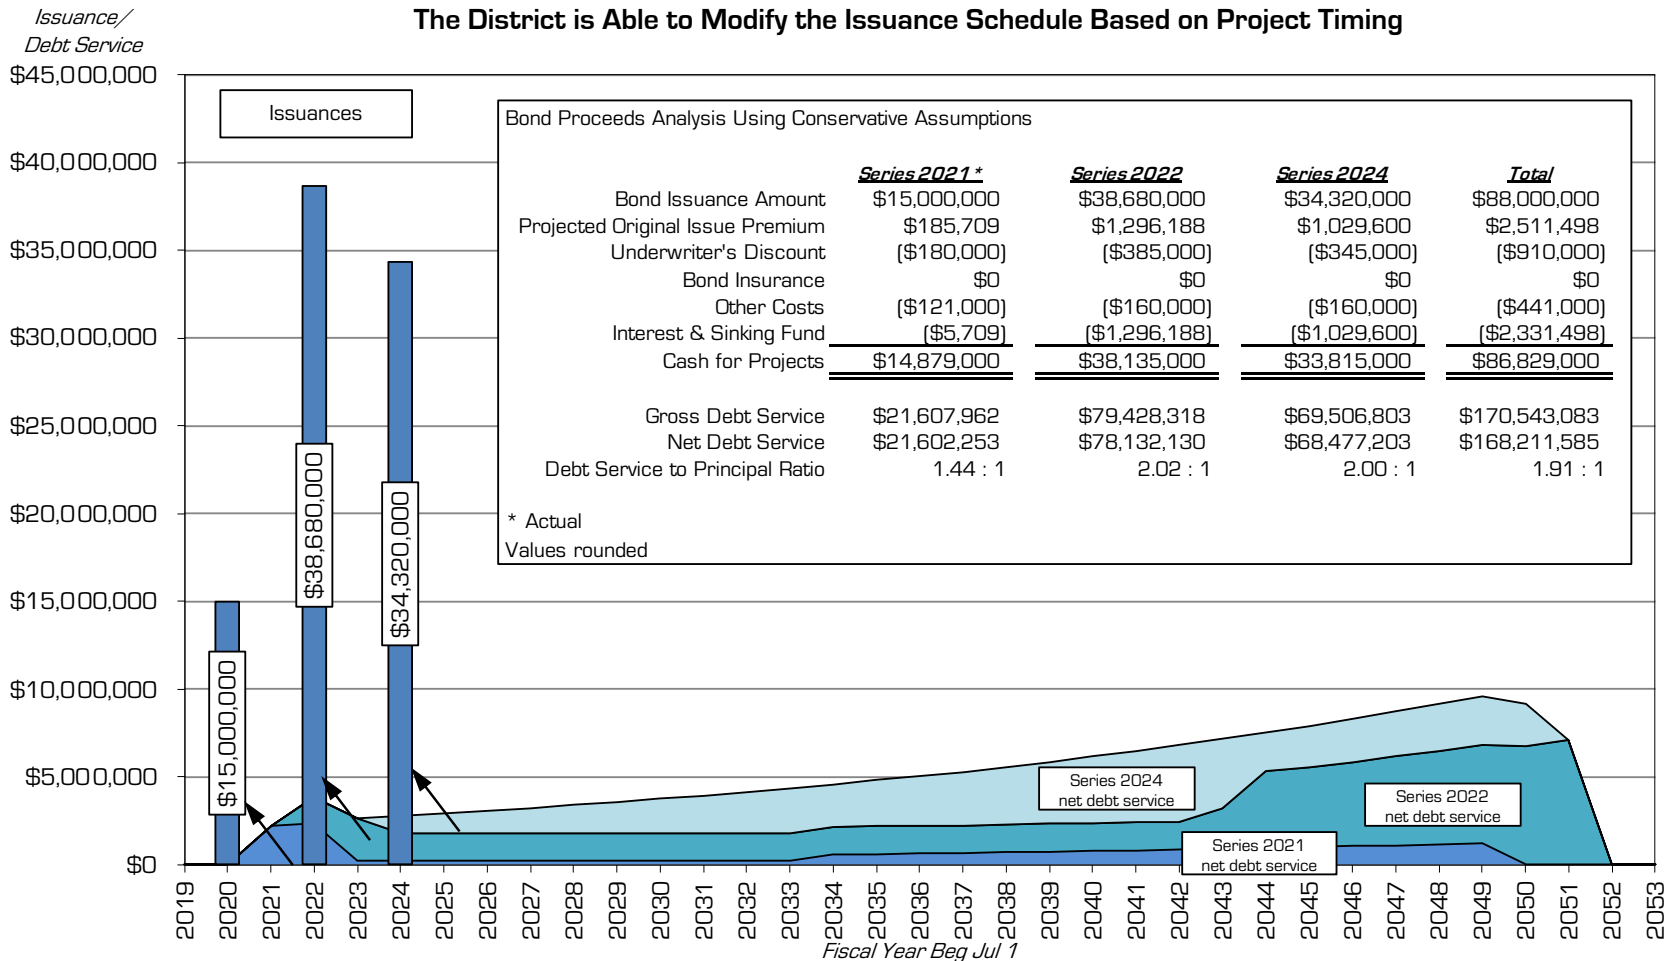 Issuance/
Debt Service
The District is Able to Modify the Issuance Schedule Based on Project Timing
$45,000,000
$40,000,000
$35,000,000
$30,000,000
$25,000,000
$20,000,000
$15,000,000
$10,000,000
$5,000,000
$0
Issuances
Bond Proceeds Analysis Using Conservative Assumptions
Series 2021* Series 2022 Series 2024 Total
Bond Issuance Amount $15,000,000 $38,680,000 $34,320,000 $88,000,000
Projected Original Issue Premium $185,709 $1,296,188 $1,029,600 $2,511,498
Underwriter's Discount ($180,000) ($385,000) ($345,000) ($910,000)
Bond Insurance $0 $0 $0 $0
Other Costs ($121,000) ($160,000) ($160,000) ($441,000)
Interest & Sinking Fund ($5,709) ($1,296,188) ($1,029,600) ($2,331,498)
Cash for Projects $14,879,000 $38,135,000 $33,815,000 $86,829,000
Gross Debt Service $21,607,962 $79,428,318 $69,506,803 $170,543,083
Net Debt Service $21,602,253 $78,132,130 $68,477,203 $168,211,585
Debt Service to Principal Ratio 1.44 : 1 2.02 : 1 2.00 : 1 1.91 : 1
* Actual
Values rounded
$15,000,000
$38,680,000
$34,320,000
Series 2024
net debt service
Series 2022
net debt service
Series 2021
net debt service
2019 2020 2021 2022 2023 2024 2025 2026 2027 2028 2029 2030 2031 2032 2033 2034 2035 2036 2037 2038 2039 2040 2041 2042 2043 2044 2045 2046 2047 2048 2049 2050 2051 2052 2053
Fiscal Year Beg Jul 1